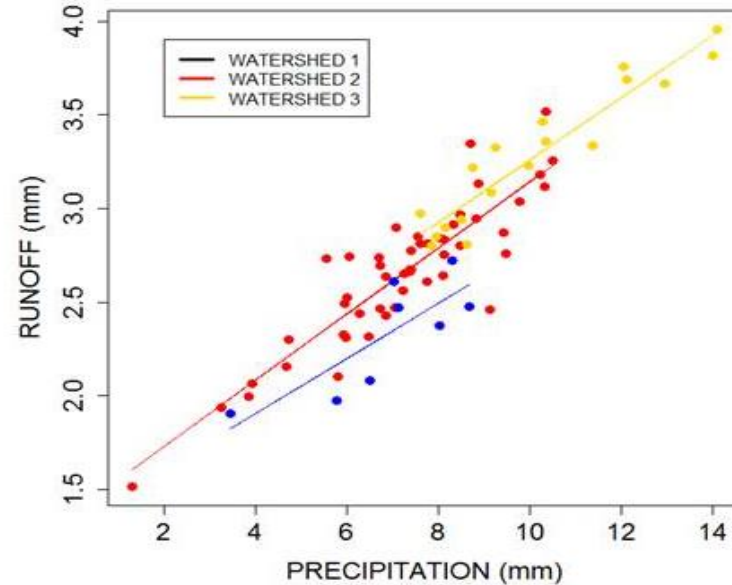 WATERSHED 1
WATERSHED 2
WATERSHED 3
RUNOFF (mm)
4.0
3.5
3.0
2.5
2.0
1.5
2 4 6 8 10 12 14
PRECIPITATION (mm)